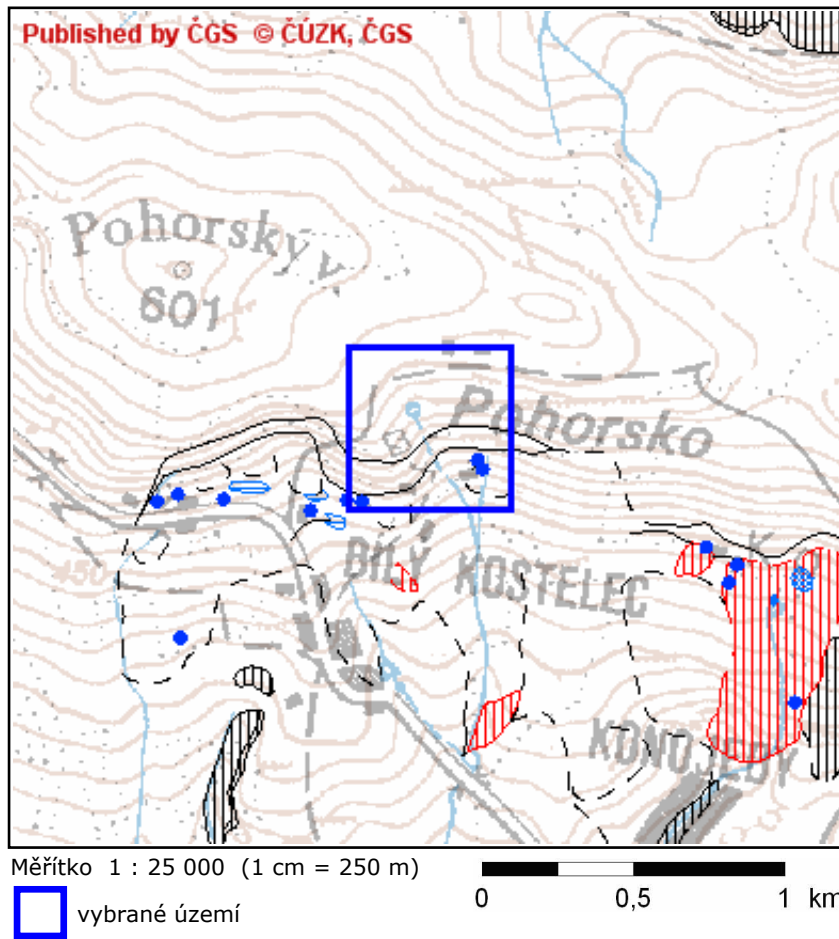 Published by ČGS © ČÚZK, ČGS
Pohorský v.
601
Pohorsko
BÍLÝ KOSTELEC
KONOJEDY
Měřítko 1 : 25 000 (1 cm = 250 m)
0 0,5 1 km
vybrané území